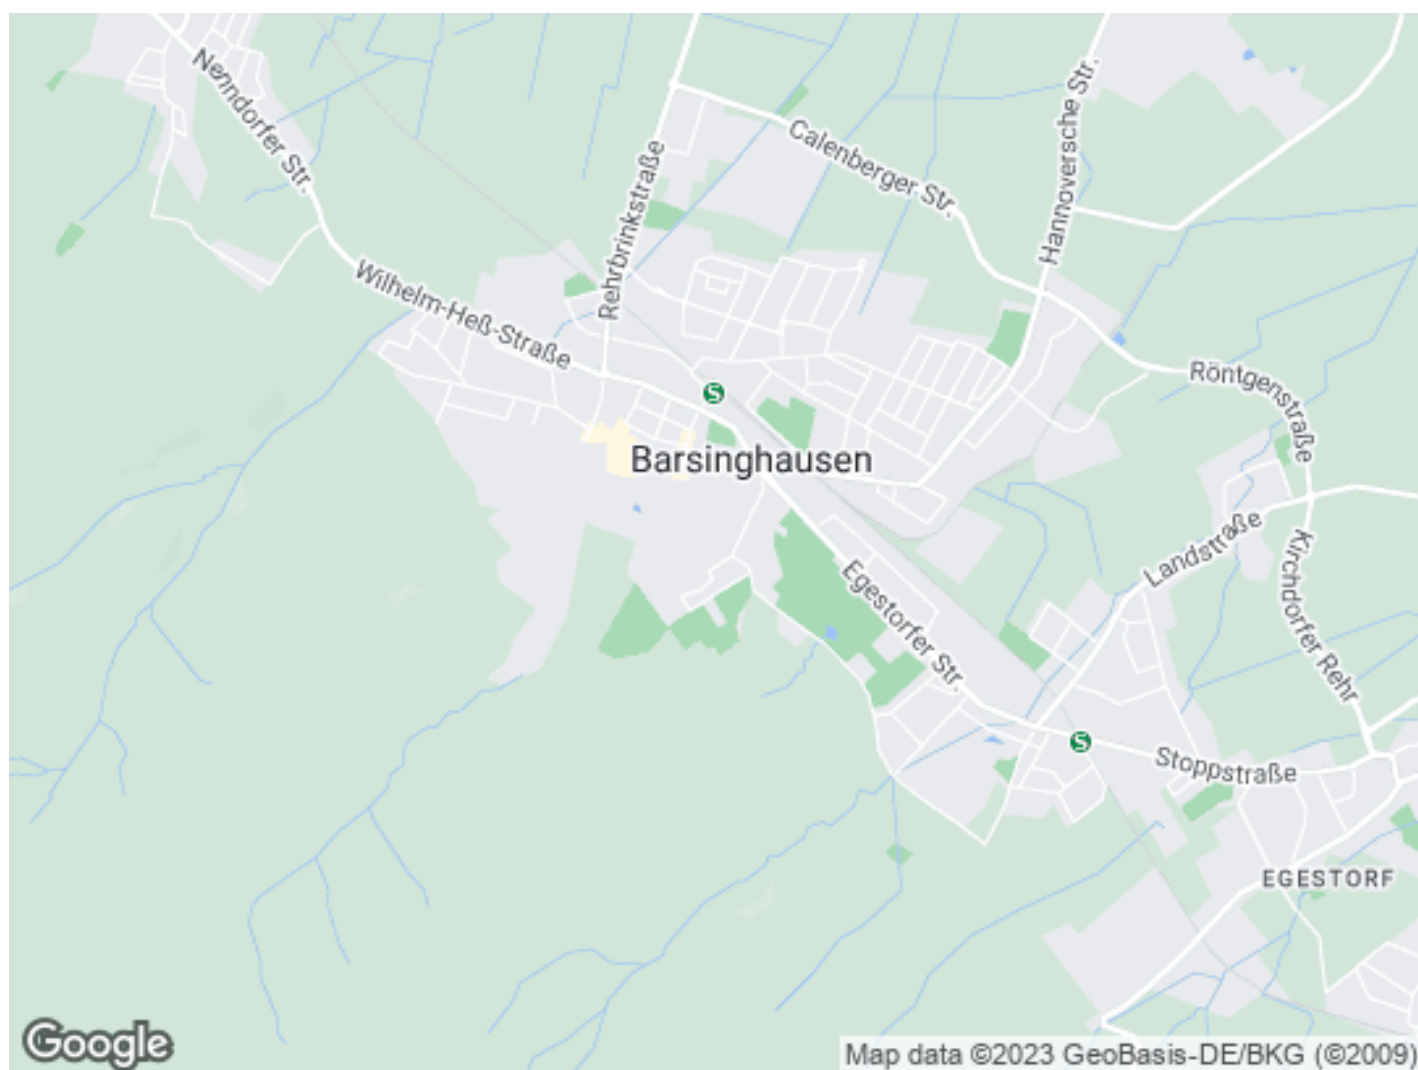 Nenndorfer Str.
Hannoversche Str.
Calenberger Str.
Rehrbrinkstraße
Wilhelm-Heß-Straße
Röntgenstraße
S
Barsinghausen
Landstraße
Kirchdorfer Rehr
Egestorfer Str.
S
Stoppstraße
EGESTORF
Google
Map data ©2023 GeoBasis-DE/BKG (©2009)